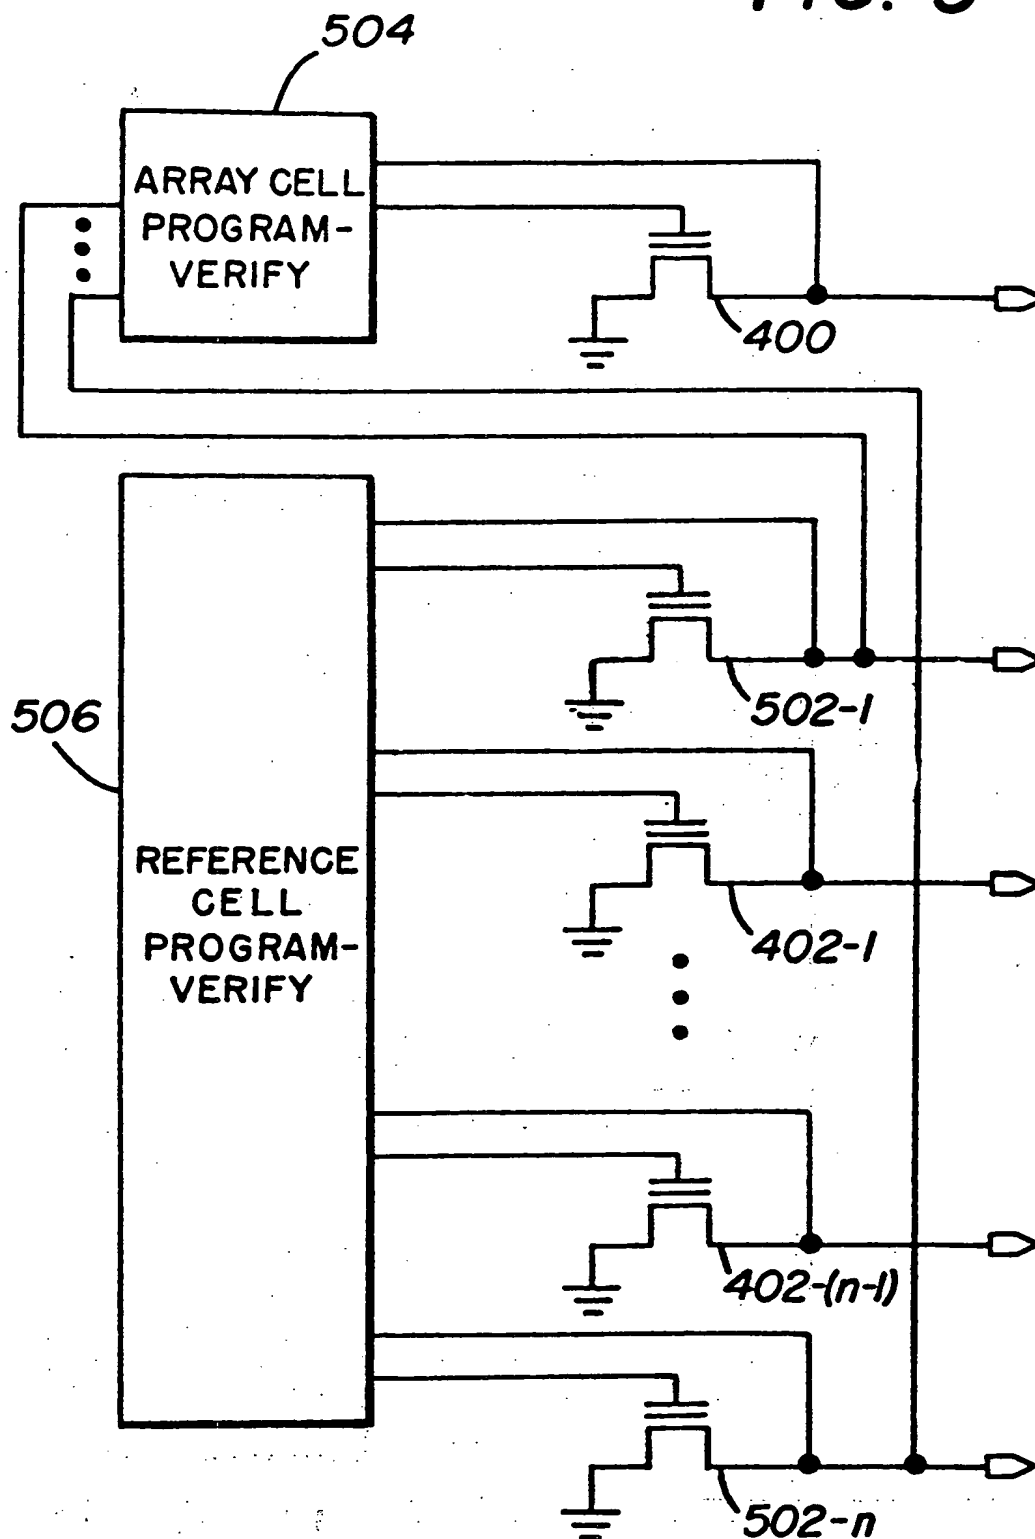 504
ARRAY CELL
PROGRAM-
VERIFY
400
502-1
506
402-1
REFERENCE
CELL
PROGRAM-
VERIFY
402-(n-1)
502-n